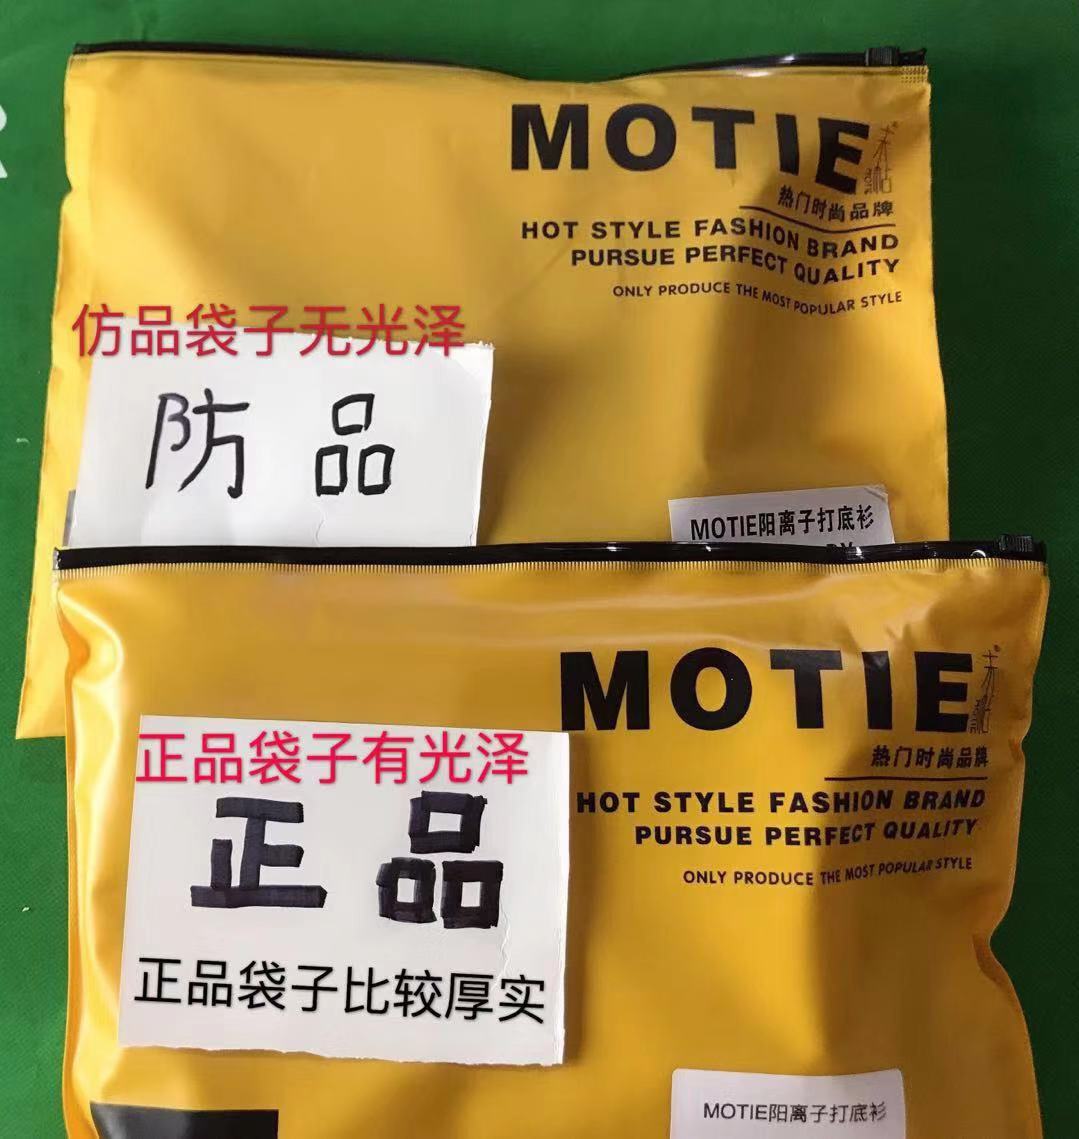 MOTIE
热门时尚品牌
HOT STYLE FASHION BRAND
PURSUE PERFECT QUALITY
ONLY PRODUCE THE MOST POPULAR STYLE
仿品袋子无光泽
防品
MOTIE阳离子打底衫
MOTIE
热门时尚品牌
HOT STYLE FASHION BRAND
PURSUE PERFECT QUALITY
ONLY PRODUCE THE MOST POPULAR STYLE
正品袋子有光泽
正品
正品袋子比较厚实
MOTIE阳离子打底衫